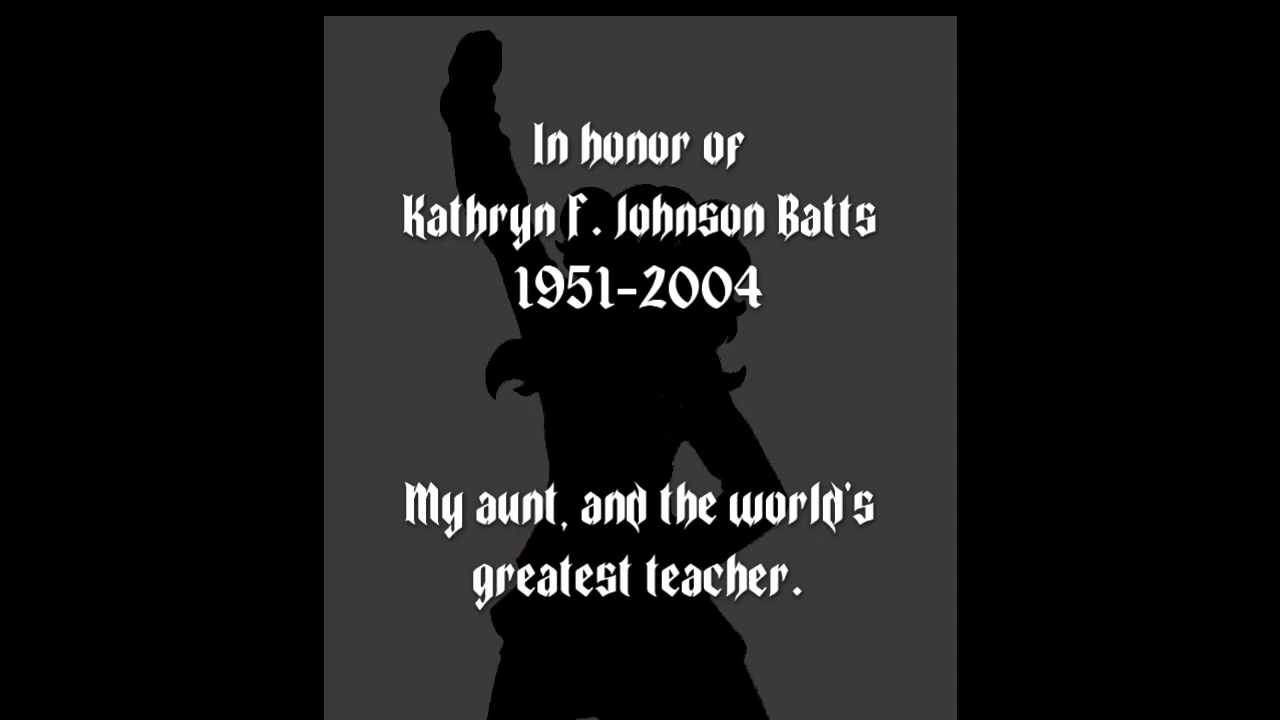 In honor of
Kathryn F. Johnson Batts
1951-2004
My aunt, and the world's
greatest teacher.